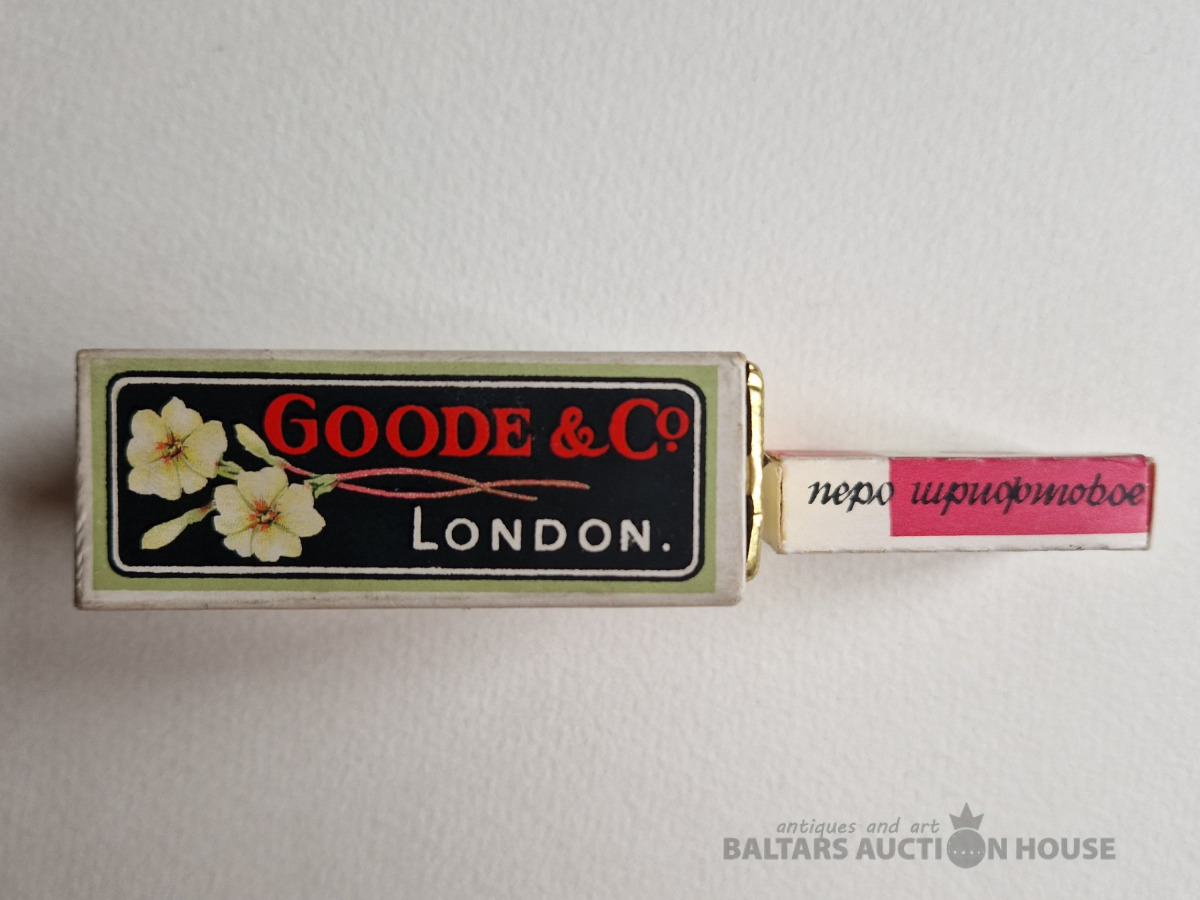 GOODE & Cº
LONDON.
перо шрифтовое
antiques and art
BALTARS AUCTION HOUSE